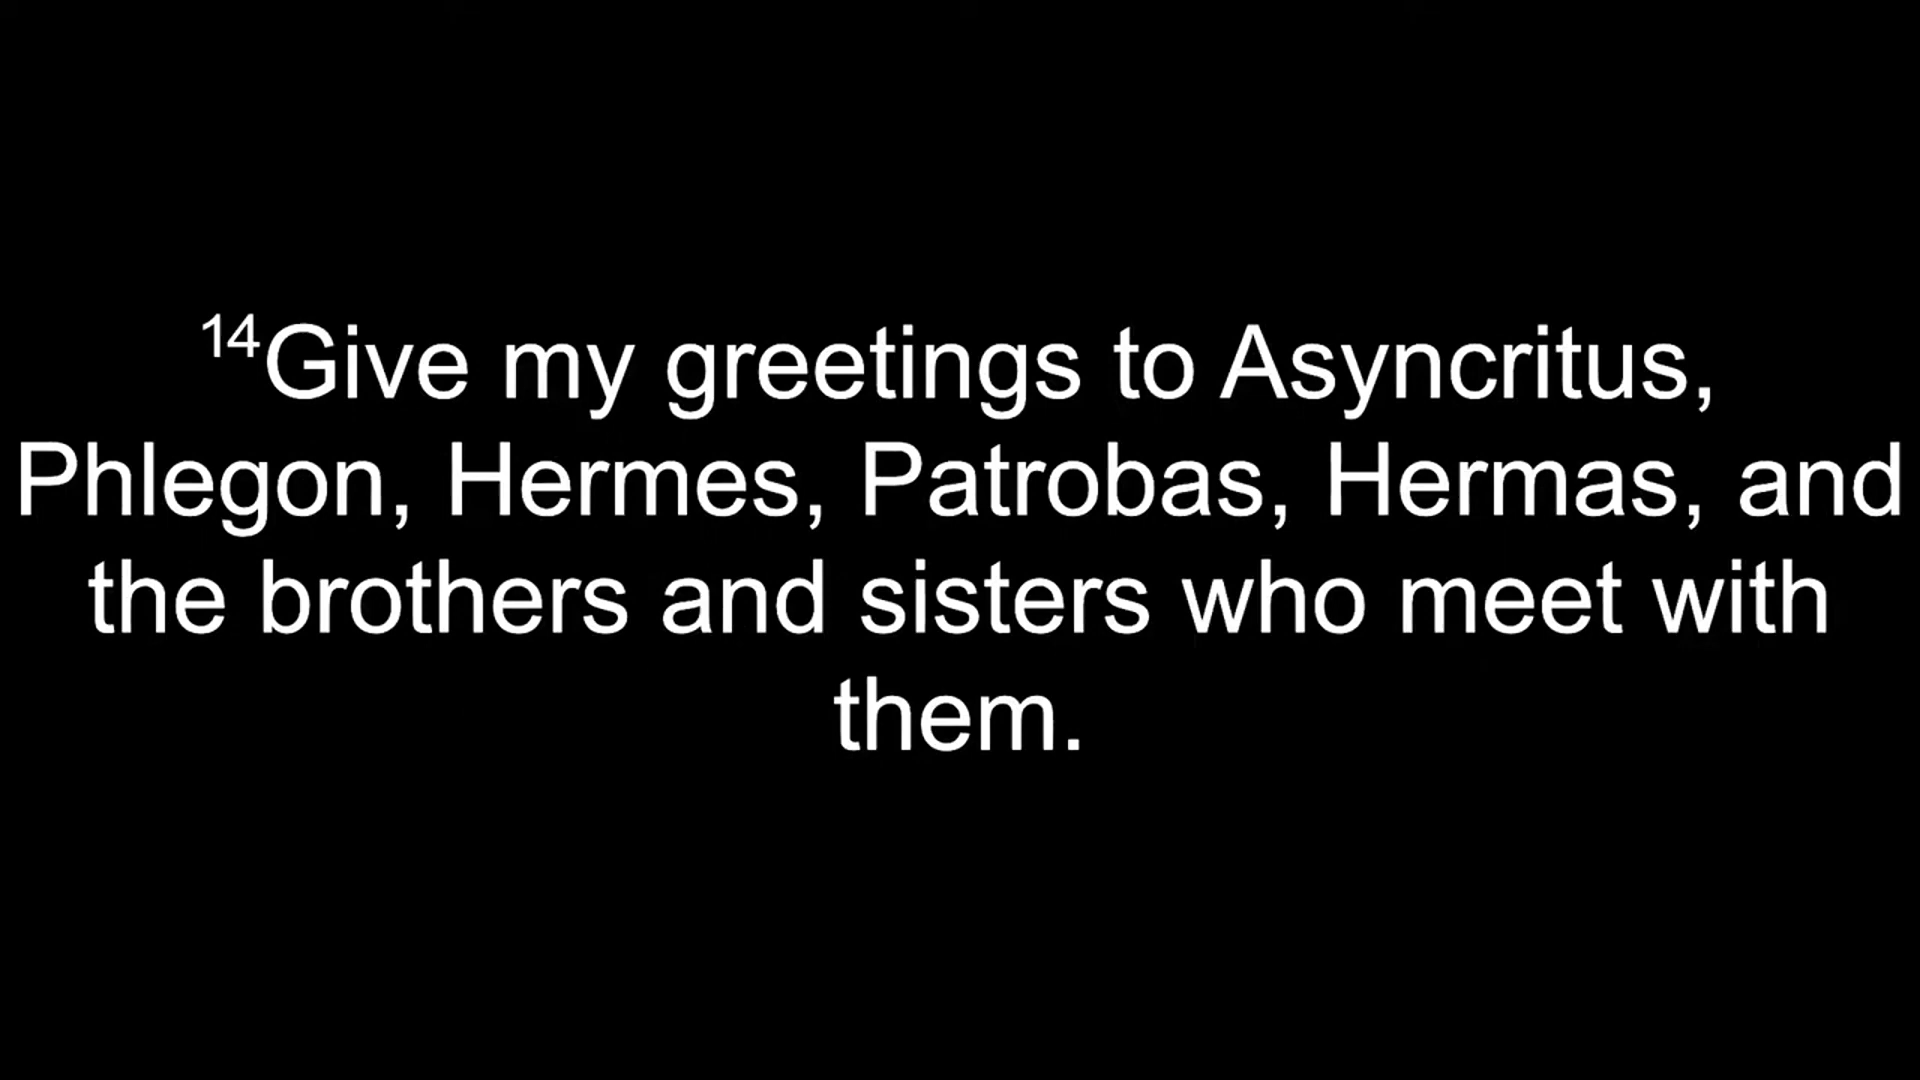 14Give my greetings to Asyncritus,
Phlegon, Hermes, Patrobas, Hermas, and
the brothers and sisters who meet with
them.